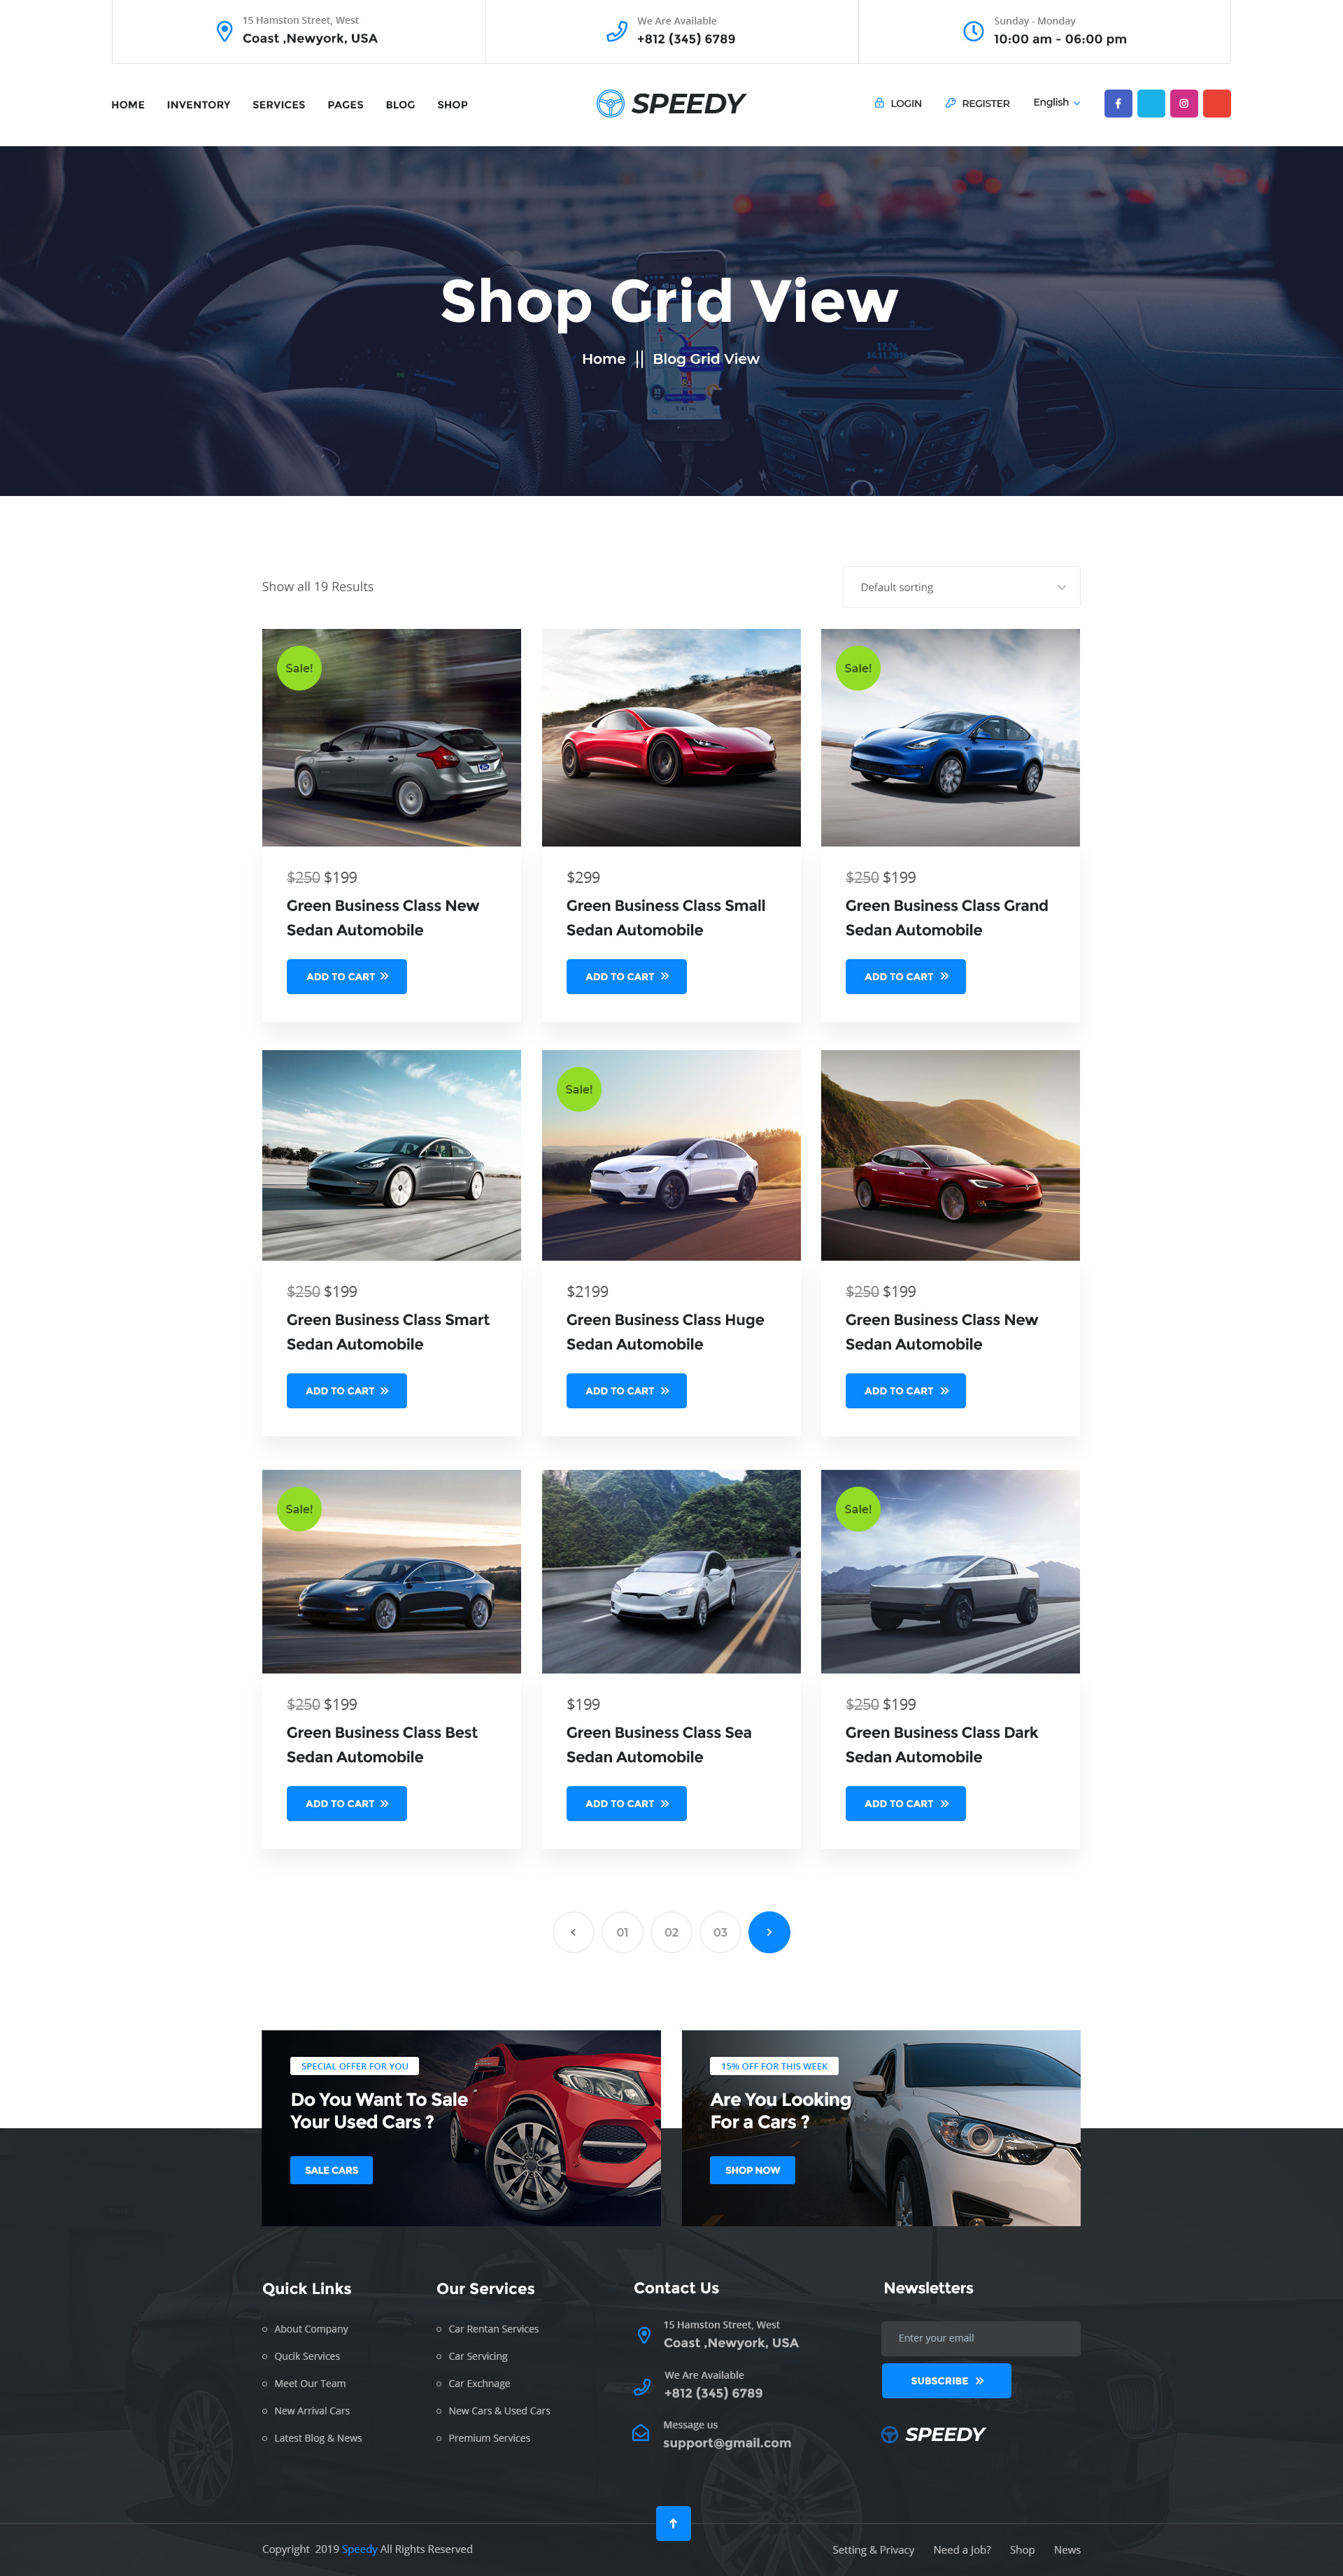 15 Hamston Street, West
Coast ,Newyork, USA
We Are Available
+812 (345) 6789
Sunday - Monday
10:00 am - 06:00 pm
HOME INVENTORY SERVICES PAGES BLOG SHOP
SPEEDY
LOGIN REGISTER English
Shop Grid View
Home || Blog Grid View
17:24
14.11.2019
Show all 19 Results
Default sorting
Sale!
Sale!
$250 $199
Green Business Class New
Sedan Automobile
ADD TO CART »
$299
Green Business Class Small
Sedan Automobile
ADD TO CART »
$250 $199
Green Business Class Grand
Sedan Automobile
ADD TO CART »
Sale!
$250 $199
Green Business Class Smart
Sedan Automobile
ADD TO CART »
$2199
Green Business Class Huge
Sedan Automobile
ADD TO CART »
$250 $199
Green Business Class New
Sedan Automobile
ADD TO CART »
Sale!
Sale!
$250 $199
Green Business Class Best
Sedan Automobile
ADD TO CART »
$199
Green Business Class Sea
Sedan Automobile
ADD TO CART »
$250 $199
Green Business Class Dark
Sedan Automobile
ADD TO CART »
‹ 01 02 03 ›
SPECIAL OFFER FOR YOU
Do You Want To Sale
Your Used Cars ?
SALE CARS
15% OFF FOR THIS WEEK
Are You Looking
For a Cars ?
SHOP NOW
Quick Links
About Company
Qucik Services
Meet Our Team
New Arrival Cars
Latest Blog & News
Our Services
Car Rentan Services
Car Servicing
Car Exchnage
New Cars & Used Cars
Premium Services
Contact Us
15 Hamston Street, West
Coast ,Newyork, USA
We Are Available
+812 (345) 6789
Message us
support@gmail.com
Newsletters
Enter your email
SUBSCRIBE »
SPEEDY
Copyright 2019 Speedy All Rights Reserved
Setting & Privacy Need a Job? Shop News